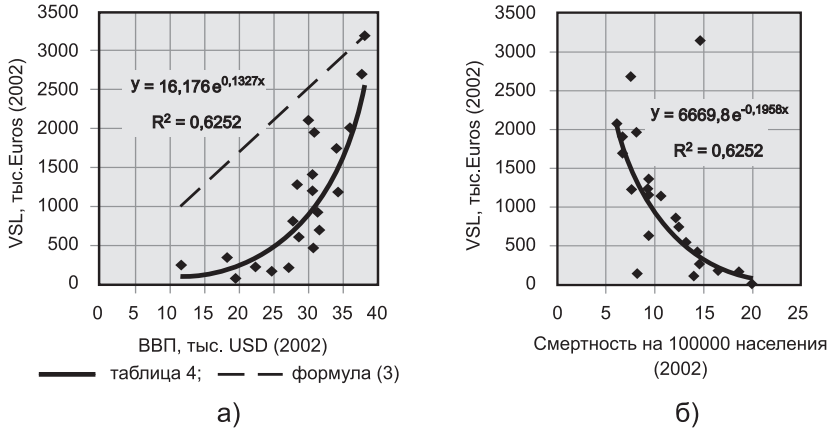 VSL, тыс.Euros (2002)
3500
3000
2500
2000
1500
1000
500
0
y = 16,176e^0,1327x
R² = 0,6252
0 5 10 15 20 25 30 35 40
ВВП, тыс. USD (2002)
таблица 4; формула (3)
а)
VSL, тыс.Euros (2002)
3500
3000
2500
2000
1500
1000
500
0
y = 6669,8e^-0,1958x
R² = 0,6252
0 5 10 15 20 25
Смертность на 100000 населения
(2002)
б)